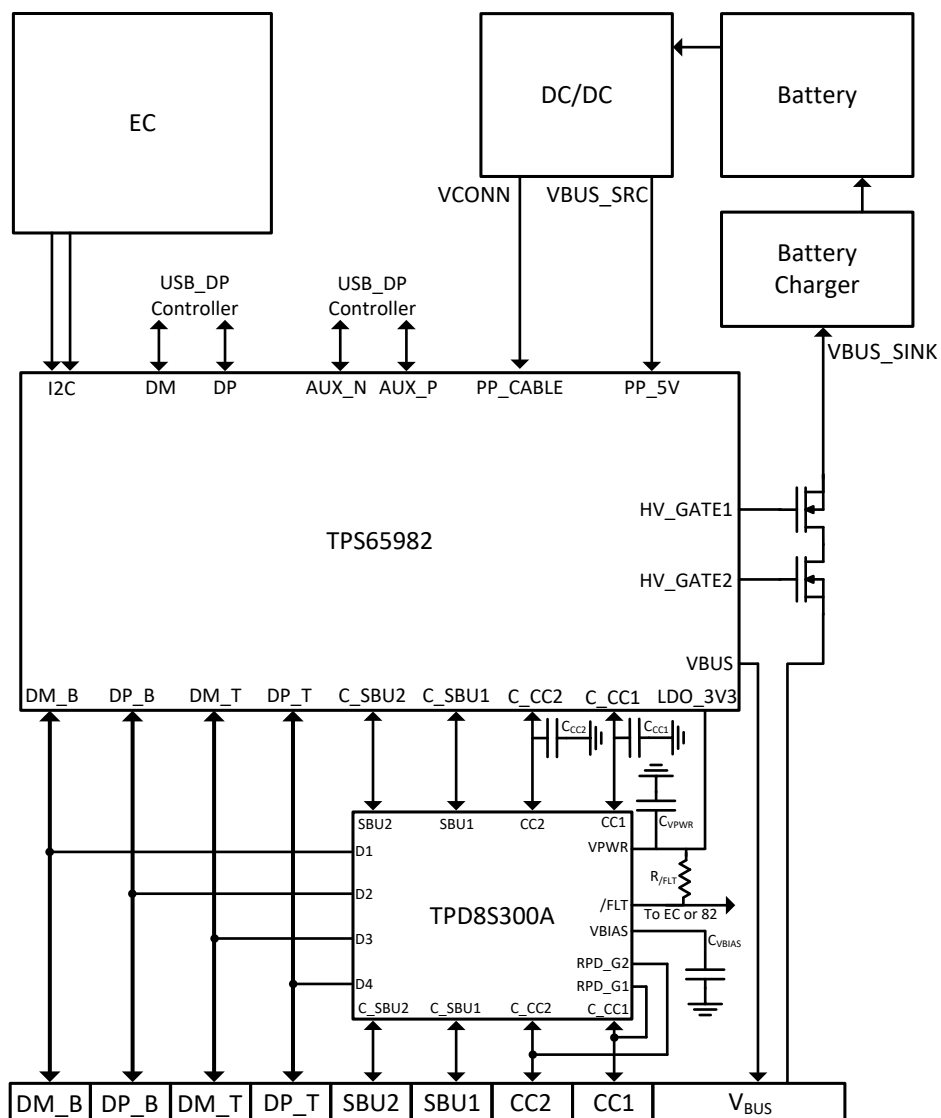 EC
DC/DC
Battery
VCONN
VBUS_SRC
Battery
Charger
USB_DP
Controller
USB_DP
Controller
VBUS_SINK
I2C
DM
DP
AUX_N
AUX_P
PP_CABLE
PP_5V
HV_GATE1
TPS65982
HV_GATE2
VBUS
DM_B
DP_B
DM_T
DP_T
C_SBU2
C_SBU1
C_CC2
C_CC1
LDO_3V3
CCC2
CCC1
CVPWR
SBU2
SBU1
CC2
CC1
VPWR
D1
R/FLT
D2
/FLT
To EC or 82
TPD8S300A
VBIAS
CVBIAS
D3
RPD_G2
D4
RPD_G1
C_SBU2
C_SBU1
C_CC2
C_CC1
DM_B
DP_B
DM_T
DP_T
SBU2
SBU1
CC2
CC1
VBUS